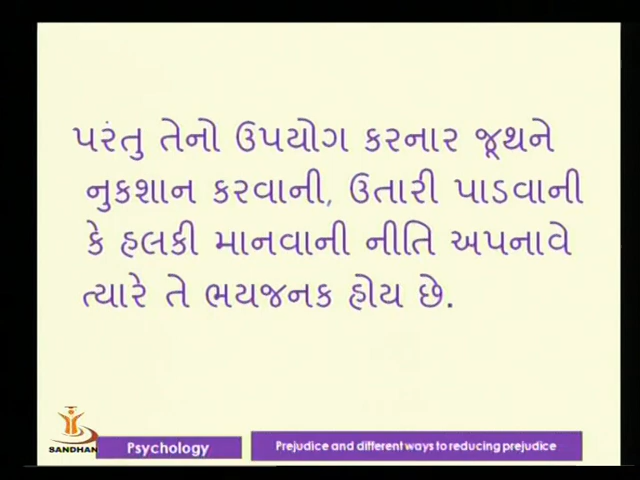 પરંતુ તેનો ઉપયોગ કરનાર જૂથને
નુકશાન કરવાની, ઉતારી પાડવાની
કે હલકી માનવાની નીતિ અપનાવે
ત્યારે તે ભયજનક હોય છે.
SANDHAN
Psychology
Prejudice and different ways to reducing prejudice